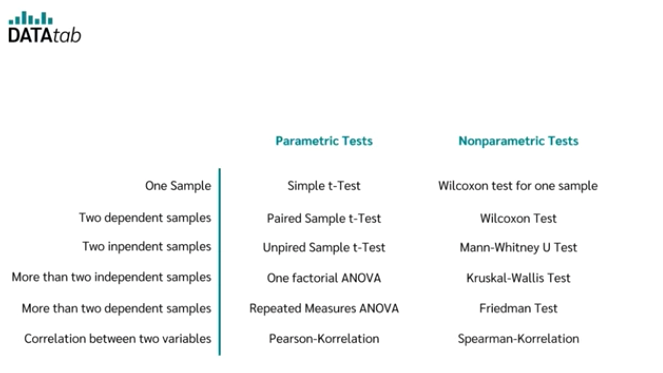 DATAtab
Parametric Tests Nonparametric Tests
One Sample Simple t-Test Wilcoxon test for one sample
Two dependent samples Paired Sample t-Test Wilcoxon Test
Two inpendent samples Unpired Sample t-Test Mann-Whitney U Test
More than two independent samples One factorial ANOVA Kruskal-Wallis Test
More than two dependent samples Repeated Measures ANOVA Friedman Test
Correlation between two variables Pearson-Korrelation Spearman-Korrelation